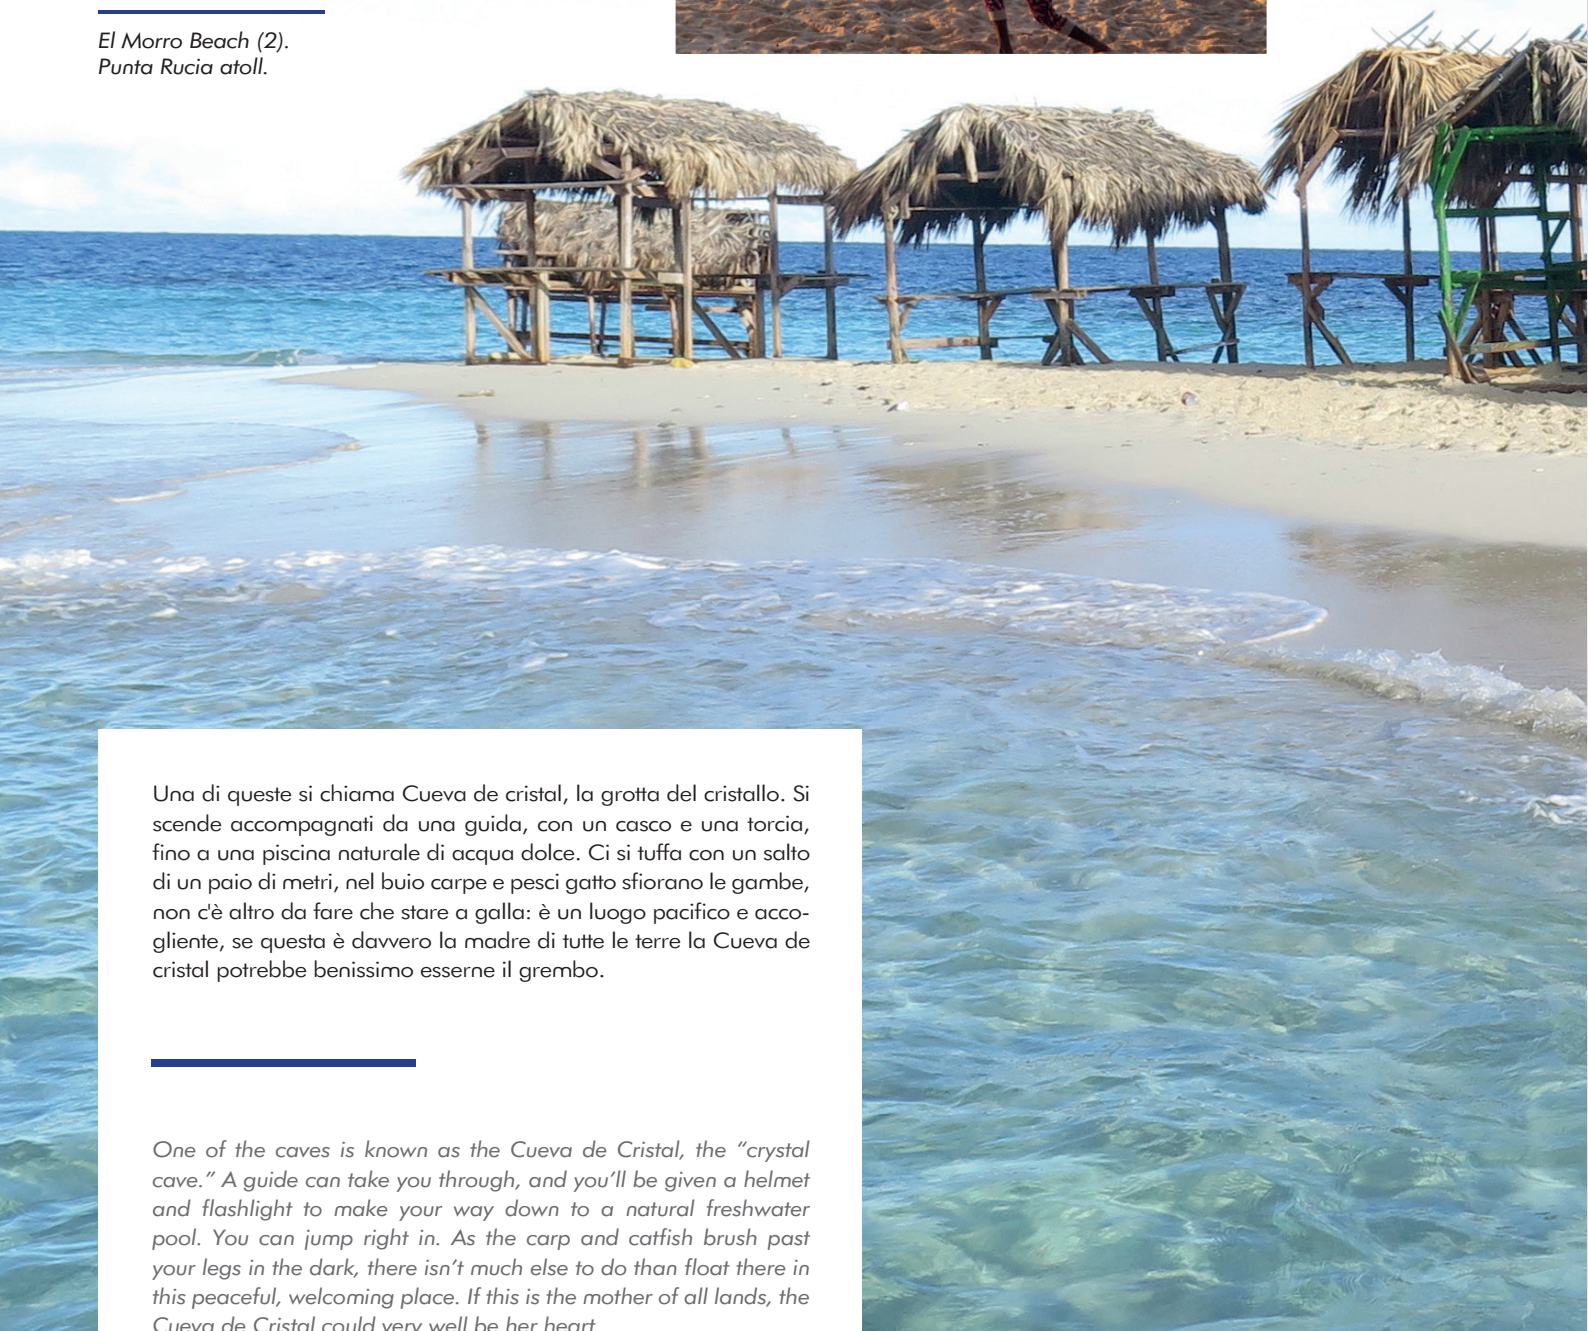 El Morro Beach (2).
Punta Rucia atoll.
Una di queste si chiama Cueva de cristal, la grotta del cristallo. Si
scende accompagnati da una guida, con un casco e una torcia,
fino a una piscina naturale di acqua dolce. Ci si tuffa con un salto
di un paio di metri, nel buio carpe e pesci gatto sfiorano le gambe,
non c'è altro da fare che stare a galla: è un luogo pacifico e acco-
gliente, se questa è davvero la madre di tutte le terre la Cueva de
cristal potrebbe benissimo esserne il grembo.
One of the caves is known as the Cueva de Cristal, the “crystal
cave.” A guide can take you through, and you’ll be given a helmet
and flashlight to make your way down to a natural freshwater
pool. You can jump right in. As the carp and catfish brush past
your legs in the dark, there isn’t much else to do than float there in
this peaceful, welcoming place. If this is the mother of all lands, the
Cueva de Cristal could very well be her heart.